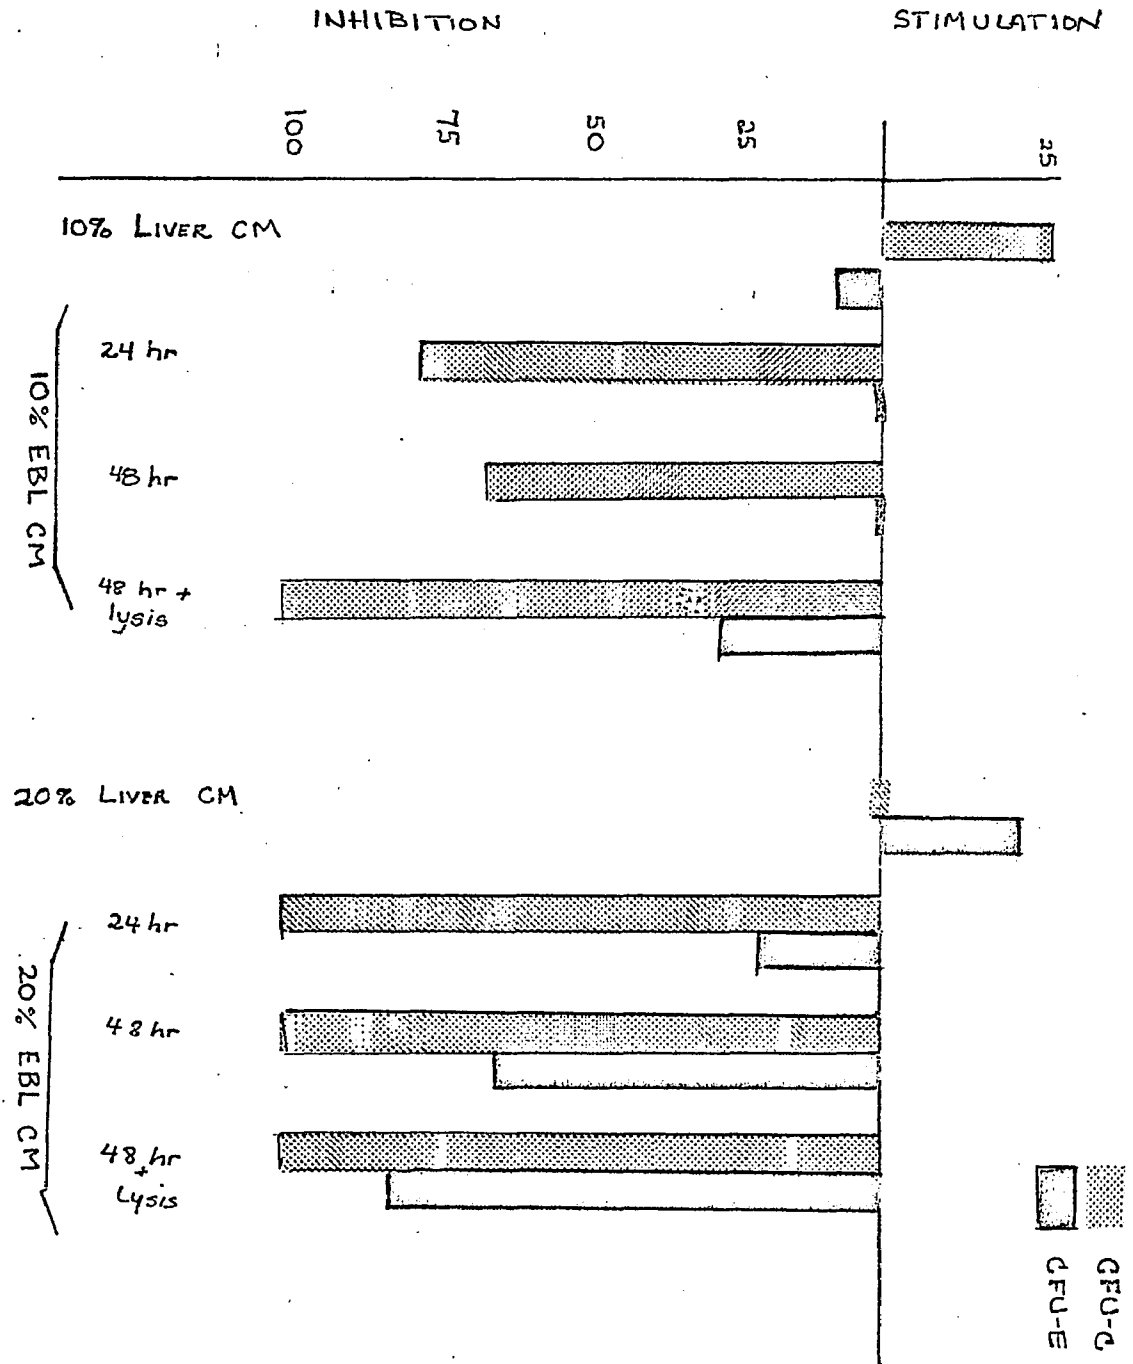 INHIBITION STIMULATION
100 75 50 25 25
10% LIVER CM
24 hr
48 hr
48 hr +
lysis
10% EBL CM
20% LIVER CM
24 hr
48 hr
48 hr
+
Lysis
20% EBL CM
CFU-C
CFU-E